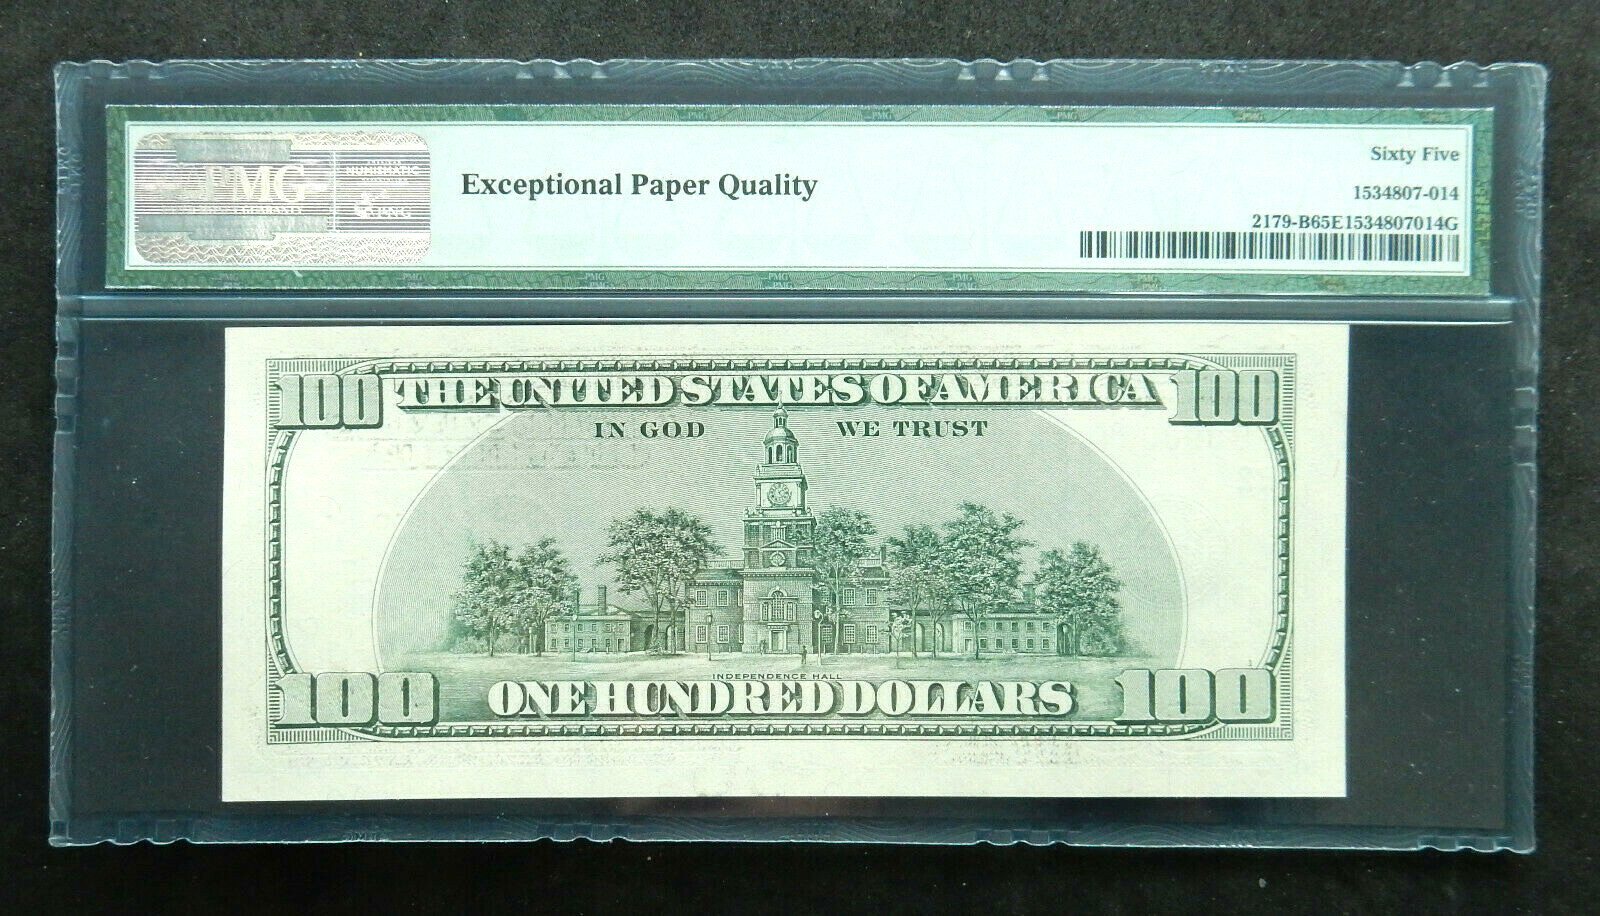 PMG
Exceptional Paper Quality
Sixty Five
1534807-014
2179-B65E1534807014G
100 THE UNITED STATES OF AMERICA 100
IN GOD WE TRUST
INDEPENDENCE HALL
100 ONE HUNDRED DOLLARS 100